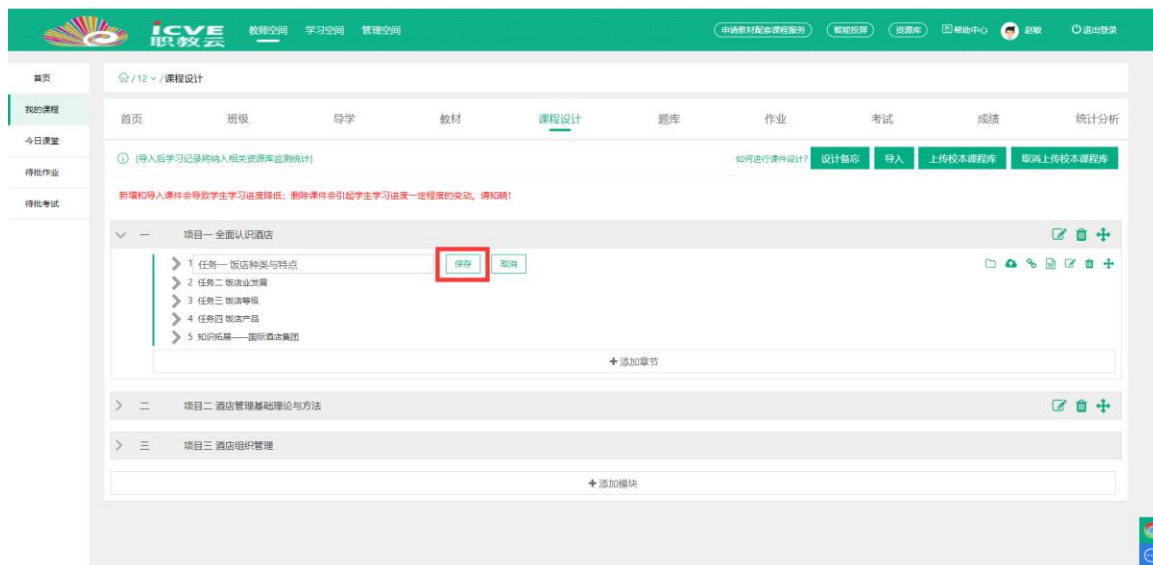 icve 职教云 教师空间 学习空间 管理空间 申请教材配套课程服务 智能投屏 资源库 帮助中心 赵敏 退出登录
首页
我的课程
今日课堂
待批作业
待批考试
/ 12 / 课程设计
首页 班级 导学 教材 课程设计 题库 作业 考试 成绩 统计分析
[导入后学习记录将纳入相关资源库监测统计] 如何进行课件设计? 设计备忘 导入 上传校本课程库 取消上传校本课程库
新增和导入课件会导致学生学习进度降低; 删除课件会引起学生学习进度一定程度的变动。请知晓!
一 项目一 全面认识酒店
1 任务一 饭店种类与特点 保存 取消
2 任务二 饭店业发展
3 任务三 饭店等级
4 任务四 饭店产品
5 知识拓展——国际酒店集团
+ 添加章节
二 项目二 酒店管理基础理论与方法
三 项目三 酒店组织管理
+ 添加模块